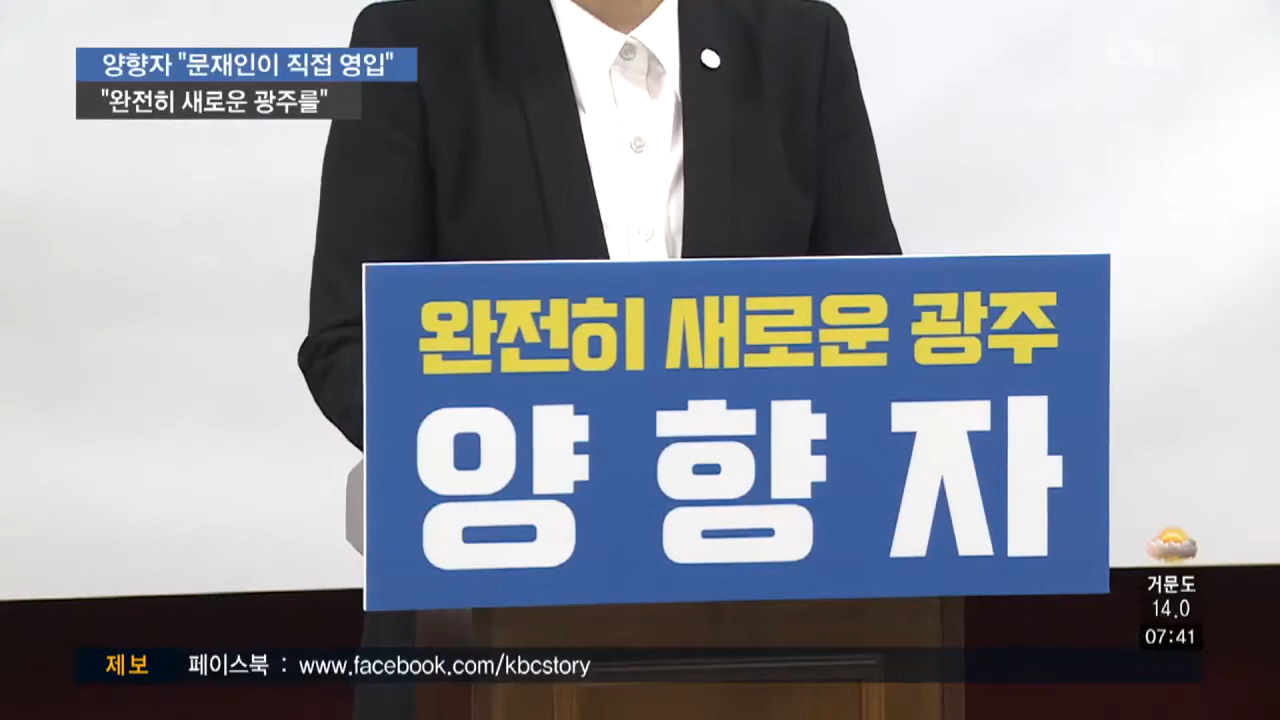 양향자 "문재인이 직접 영입"
"완전히 새로운 광주를"
kbc
완전히 새로운 광주
양향자
거문도
14.0
07:41
제보 페이스북 : www.facebook.com/kbcstory